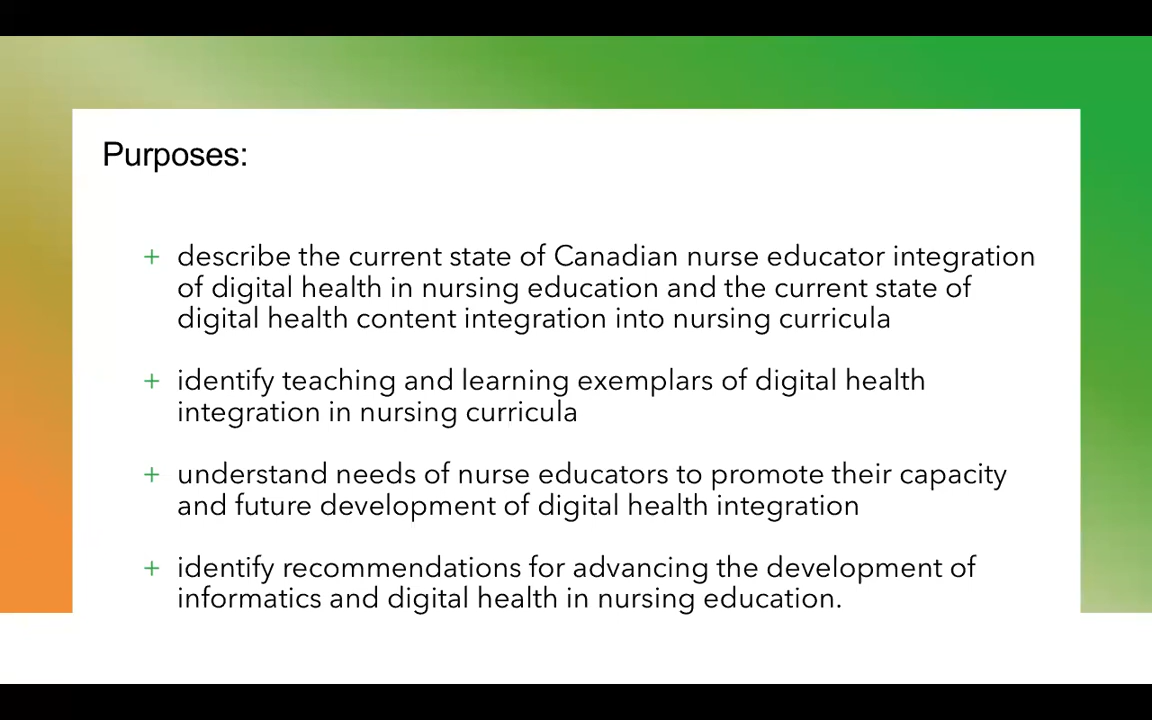 Purposes:
+ describe the current state of Canadian nurse educator integration
of digital health in nursing education and the current state of
digital health content integration into nursing curricula
+ identify teaching and learning exemplars of digital health
integration in nursing curricula
+ understand needs of nurse educators to promote their capacity
and future development of digital health integration
+ identify recommendations for advancing the development of
informatics and digital health in nursing education.